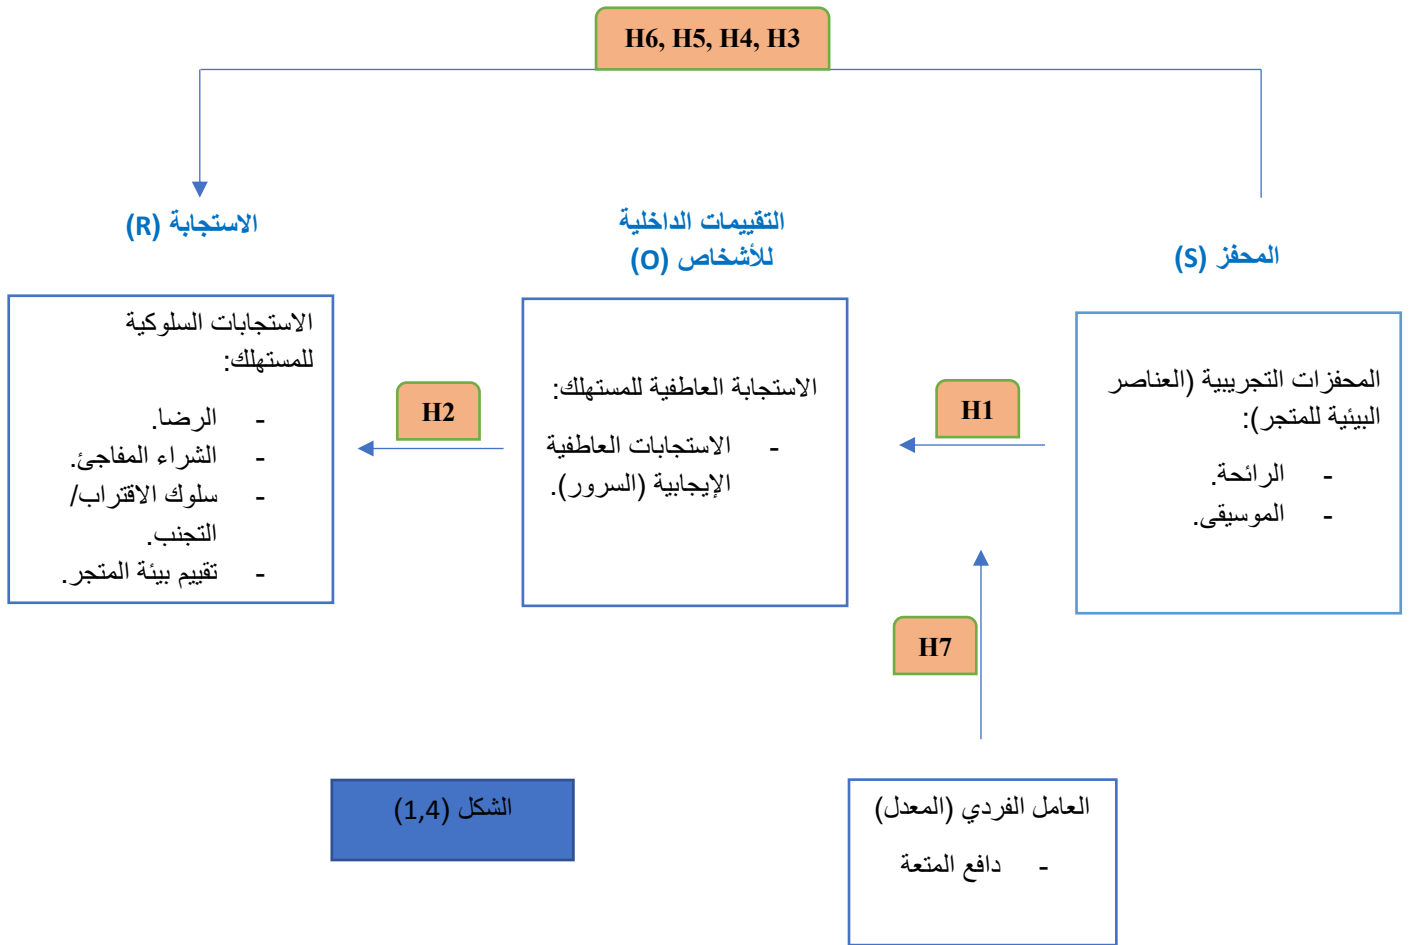 H6, H5, H4, H3
المحفز (S)
التقييمات الداخلية
للأشخاص (O)
الاستجابة (R)
المحفزات التجريبية (العناصر
البيئية للمتجر):
- الرائحة.
- الموسيقى.
H1
الاستجابة العاطفية للمستهلك:
- الاستجابات العاطفية
الإيجابية (السرور).
H2
الاستجابات السلوكية
للمستهلك:
- الرضا.
- الشراء المفاجئ.
- سلوك الاقتراب/
التجنب.
- تقييم بيئة المتجر.
H7
العامل الفردي (المعدل)
- دافع المتعة
الشكل (1,4)